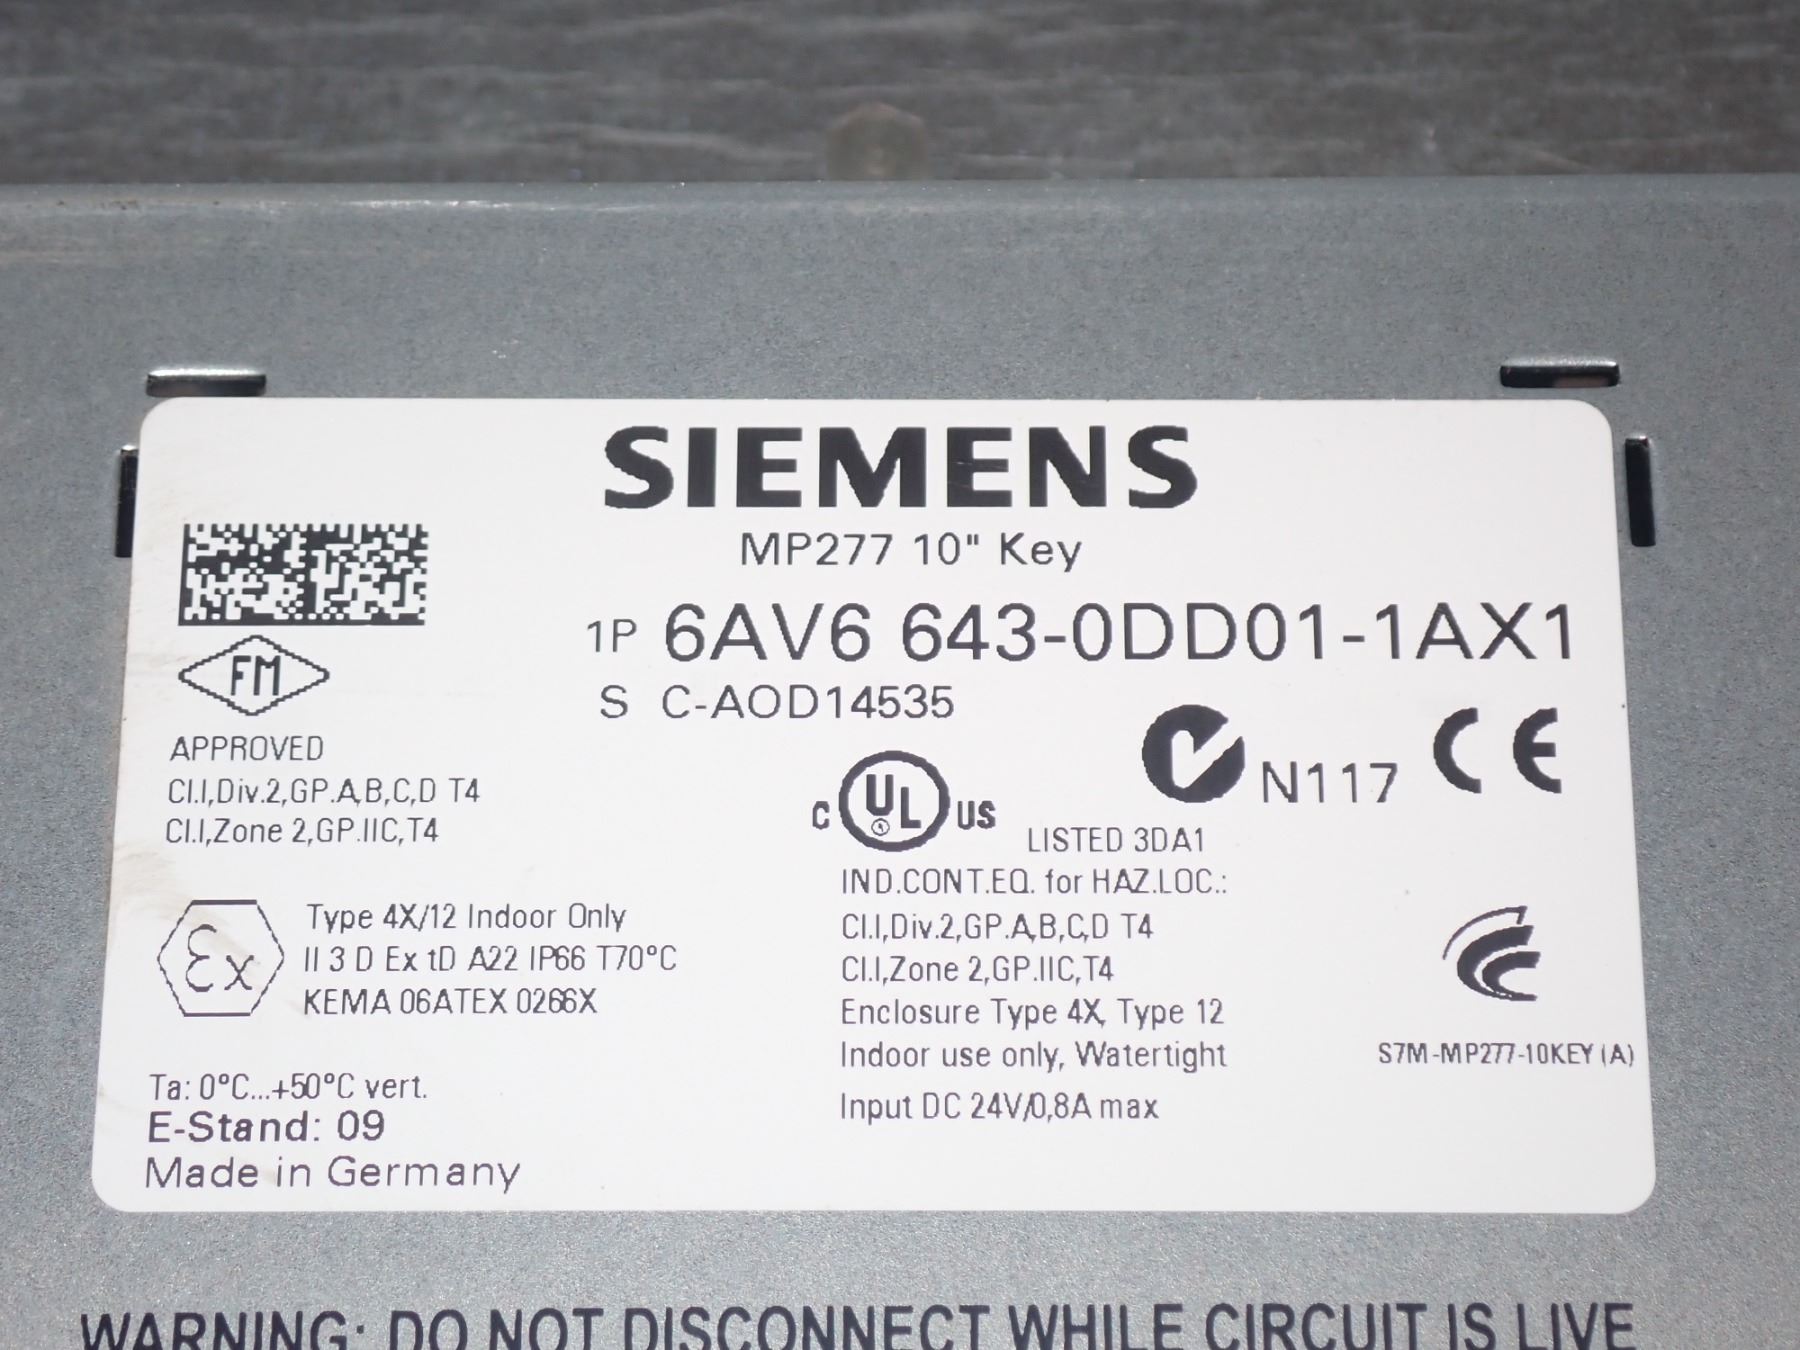 SIEMENS
MP277 10" Key
1P 6AV6 643-0DD01-1AX1
S C-AOD14535
FM
APPROVED
Cl.I,Div.2,GP.A,B,C,D T4
Cl.I,Zone 2,GP.IIC,T4
N117 CE
C UL US
LISTED 3DA1
IND.CONT.EQ. for HAZ.LOC.:
Cl.I,Div.2,GP.A,B,C,D T4
Cl.I,Zone 2,GP.IIC,T4
Enclosure Type 4X, Type 12
Indoor use only, Watertight
Input DC 24V/0,8A max
Ex
Type 4X/12 Indoor Only
II 3 D Ex tD A22 IP66 T70°C
KEMA 06ATEX 0266X
S7M-MP277-10KEY (A)
Ta: 0°C...+50°C vert.
E-Stand: 09
Made in Germany
WARNING: DO NOT DISCONNECT WHILE CIRCUIT IS LIVE